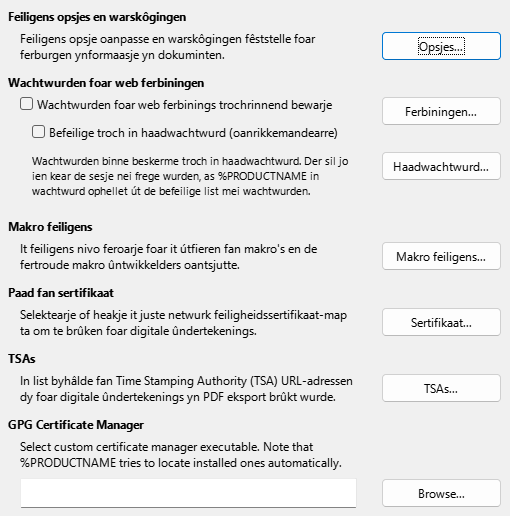 Feiligens opsjes en warskôgingen
Feiligens opsje oanpasse en warskôgingen fêststelle foar
ferburgen ynformaasje yn dokuminten.
Opsjes...
Wachtwurden foar web ferbiningen
Wachtwurden foar web ferbinings trochrinnend bewarje
Ferbiningen...
Befeilige troch in haadwachtwurd (oanrikkemandearre)
Wachtwurden binne beskerme troch in haadwachtwurd. Der sil jo
ien kear de sesje nei frege wurden, as %PRODUCTNAME in
wachtwurd ophellet út de befeilige list mei wachtwurden.
Haadwachtwurd...
Makro feiligens
It feiligens nivo feroarje foar it útfieren fan makro's en de
fertroude makro ûntwikkelders oantsjutte.
Makro feiligens...
Paad fan sertifikaat
Selektearje of heakje it juste netwurk feiligheidssertifikaat-map
ta om te brûken foar digitale ûndertekenings.
Sertifikaat...
TSAs
In list byhâlde fan Time Stamping Authority (TSA) URL-adressen
dy foar digitale ûndertekenings yn PDF eksport brûkt wurde.
TSAs...
GPG Certificate Manager
Select custom certificate manager executable. Note that
%PRODUCTNAME tries to locate installed ones automatically.
Browse...